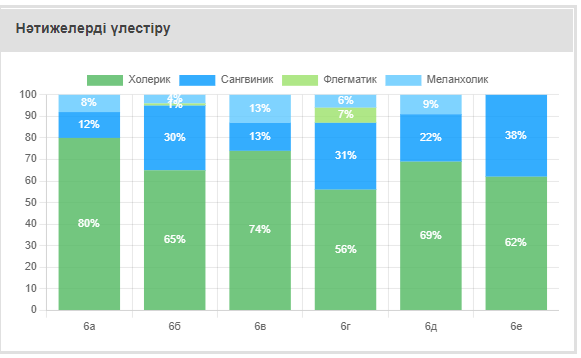 Нәтижелерді үлестіру
Холерик Сангвиник Флегматик Меланхолик
100 8% 6% 9%
90 12% 1% 13% 7% 38%
80 30% 13% 31% 22%
70
60 80% 65% 74% 56% 69% 62%
50
40
30
20
10
0
6а 6б 6в 6г 6д 6е